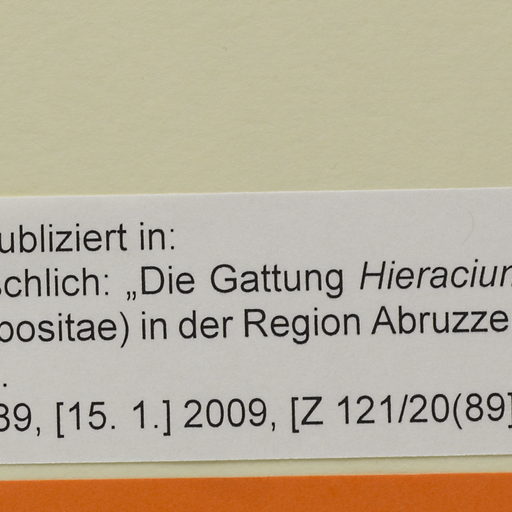 ubliziert in:
schlich: „Die Gattung Hieraciun
positae) in der Region Abruzze
.
39, [15. 1.] 2009, [Z 121/20(89]